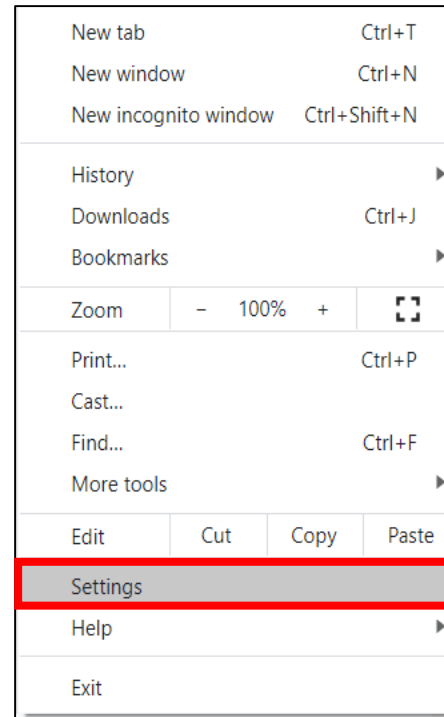 New tab Ctrl+T
New window Ctrl+N
New incognito window Ctrl+Shift+N
History
Downloads Ctrl+J
Bookmarks
Zoom - 100% +
Print... Ctrl+P
Cast...
Find... Ctrl+F
More tools
Edit Cut Copy Paste
Settings
Help
Exit